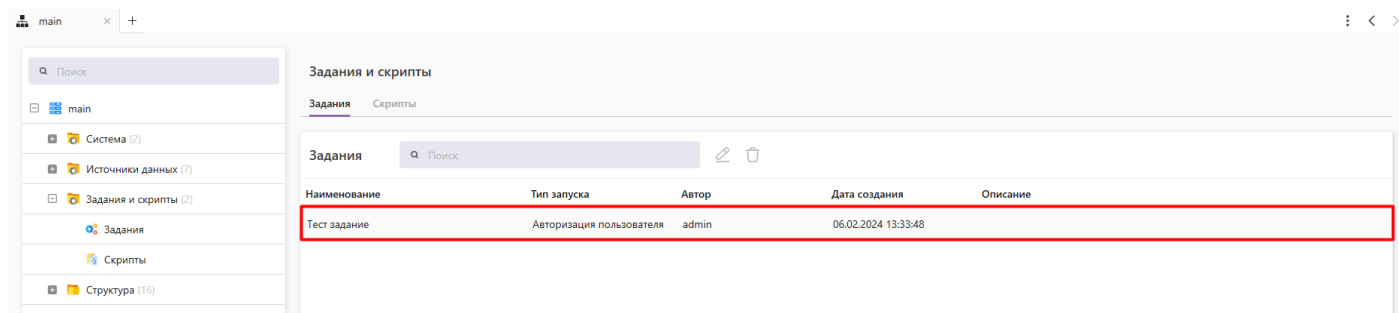 main
Поиск
main
Система (2)
Источники данных (7)
Задания и скрипты (2)
Задания
Скрипты
Структура (16)
Задания и скрипты
Задания Скрипты
Задания Поиск
Наименование Тип запуска Автор Дата создания Описание
Тест задание Авторизация пользователя admin 06.02.2024 13:33:48